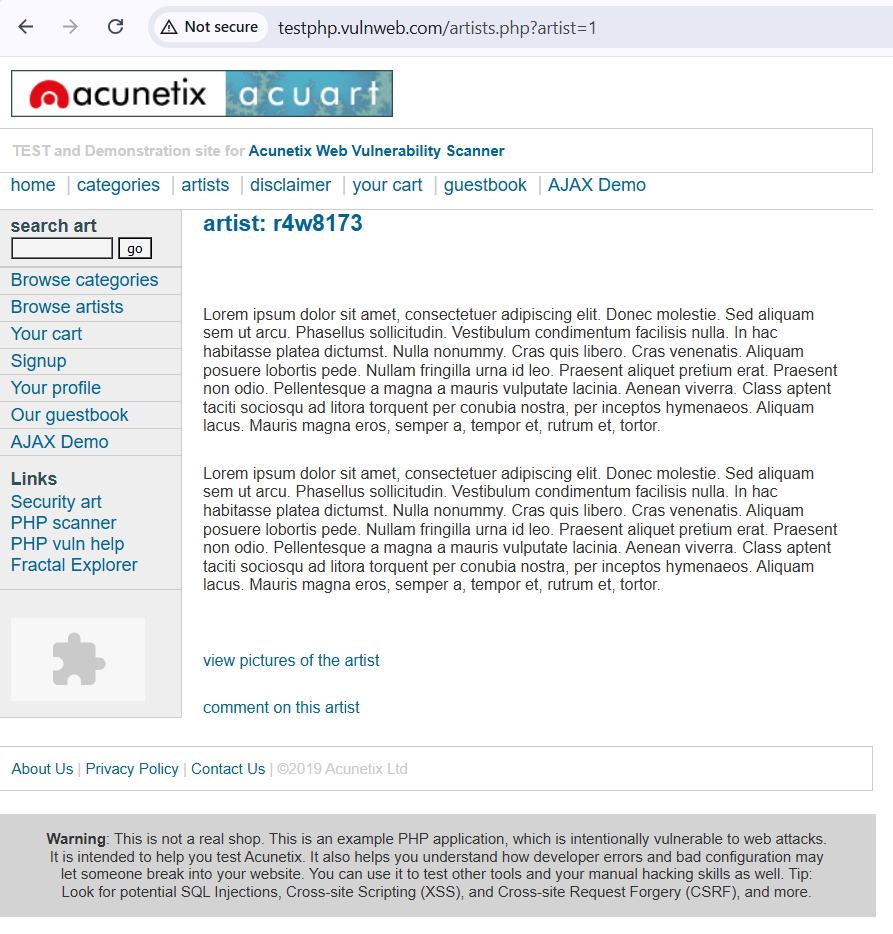 Not secure testphp.vulnweb.com/artists.php?artist=1
acunetix acuart
TEST and Demonstration site for Acunetix Web Vulnerability Scanner
home | categories | artists | disclaimer | your cart | guestbook | AJAX Demo
search art
go
Browse categories
Browse artists
Your cart
Signup
Your profile
Our guestbook
AJAX Demo
Links
Security art
PHP scanner
PHP vuln help
Fractal Explorer
artist: r4w8173
Lorem ipsum dolor sit amet, consectetuer adipiscing elit. Donec molestie. Sed aliquam
sem ut arcu. Phasellus sollicitudin. Vestibulum condimentum facilisis nulla. In hac
habitasse platea dictumst. Nulla nonummy. Cras quis libero. Cras venenatis. Aliquam
posuere lobortis pede. Nullam fringilla urna id leo. Praesent aliquet pretium erat. Praesent
non odio. Pellentesque a magna a mauris vulputate lacinia. Aenean viverra. Class aptent
taciti sociosqu ad litora torquent per conubia nostra, per inceptos hymenaeos. Aliquam
lacus. Mauris magna eros, semper a, tempor et, rutrum et, tortor.
Lorem ipsum dolor sit amet, consectetuer adipiscing elit. Donec molestie. Sed aliquam
sem ut arcu. Phasellus sollicitudin. Vestibulum condimentum facilisis nulla. In hac
habitasse platea dictumst. Nulla nonummy. Cras quis libero. Cras venenatis. Aliquam
posuere lobortis pede. Nullam fringilla urna id leo. Praesent aliquet pretium erat. Praesent
non odio. Pellentesque a magna a mauris vulputate lacinia. Aenean viverra. Class aptent
taciti sociosqu ad litora torquent per conubia nostra, per inceptos hymenaeos. Aliquam
lacus. Mauris magna eros, semper a, tempor et, rutrum et, tortor.
view pictures of the artist
comment on this artist
About Us | Privacy Policy | Contact Us | ©2019 Acunetix Ltd
Warning: This is not a real shop. This is an example PHP application, which is intentionally vulnerable to web attacks.
It is intended to help you test Acunetix. It also helps you understand how developer errors and bad configuration may
let someone break into your website. You can use it to test other tools and your manual hacking skills as well. Tip:
Look for potential SQL Injections, Cross-site Scripting (XSS), and Cross-site Request Forgery (CSRF), and more.